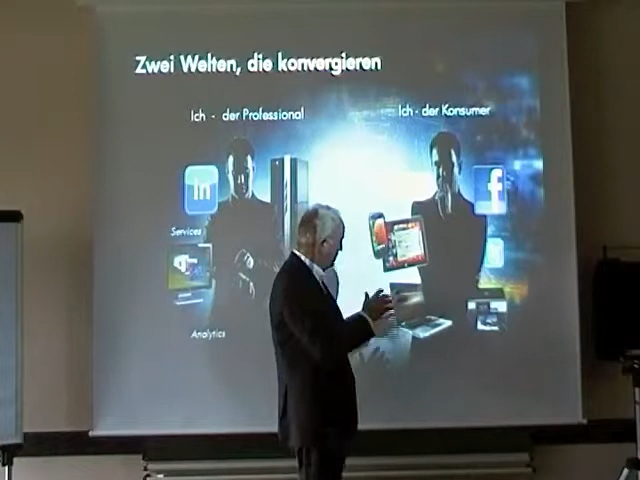 Zwei Welten, die konvergieren
Ich - der Professional
Ich - der Konsumer
in
f
Services
Analytics